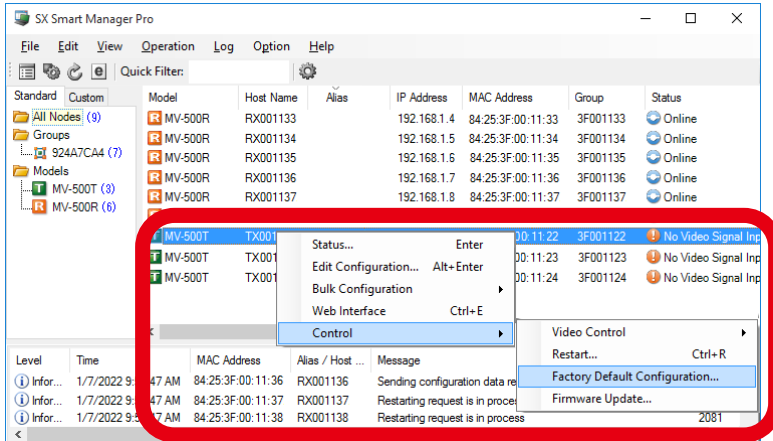 SX Smart Manager Pro
File Edit View Operation Log Option Help
Quick Filter:
Standard Custom
All Nodes (9)
Groups
924A7CA4 (7)
Models
MV-500T (3)
MV-500R (6)
Model Host Name Alias IP Address MAC Address Group Status
R MV-500R RX001133 192.168.1.4 84:25:3F:00:11:33 3F001133 Online
R MV-500R RX001134 192.168.1.5 84:25:3F:00:11:34 3F001134 Online
R MV-500R RX001135 192.168.1.6 84:25:3F:00:11:35 3F001135 Online
R MV-500R RX001136 192.168.1.7 84:25:3F:00:11:36 3F001136 Online
R MV-500R RX001137 192.168.1.8 84:25:3F:00:11:37 3F001137 Online
T MV-500T TX001 00:11:22 3F001122 No Video Signal Inp
T MV-500T TX001 00:11:23 3F001123 No Video Signal Inp
T MV-500T TX001 00:11:24 3F001124 No Video Signal Inp
Status... Enter
Edit Configuration... Alt+Enter
Bulk Configuration
Web Interface Ctrl+E
Control
Video Control
Restart... Ctrl+R
Factory Default Configuration...
Firmware Update...
Level Time MAC Address Alias / Host ... Message
Infor... 1/7/2022 9: 47 AM 84:25:3F:00:11:36 RX001136 Sending configuration data re
Infor... 1/7/2022 9: 47 AM 84:25:3F:00:11:37 RX001137 Restarting request is in proces
Infor... 1/7/2022 9:5 47 AM 84:25:3F:00:11:38 RX001138 Restarting request is in process 2081